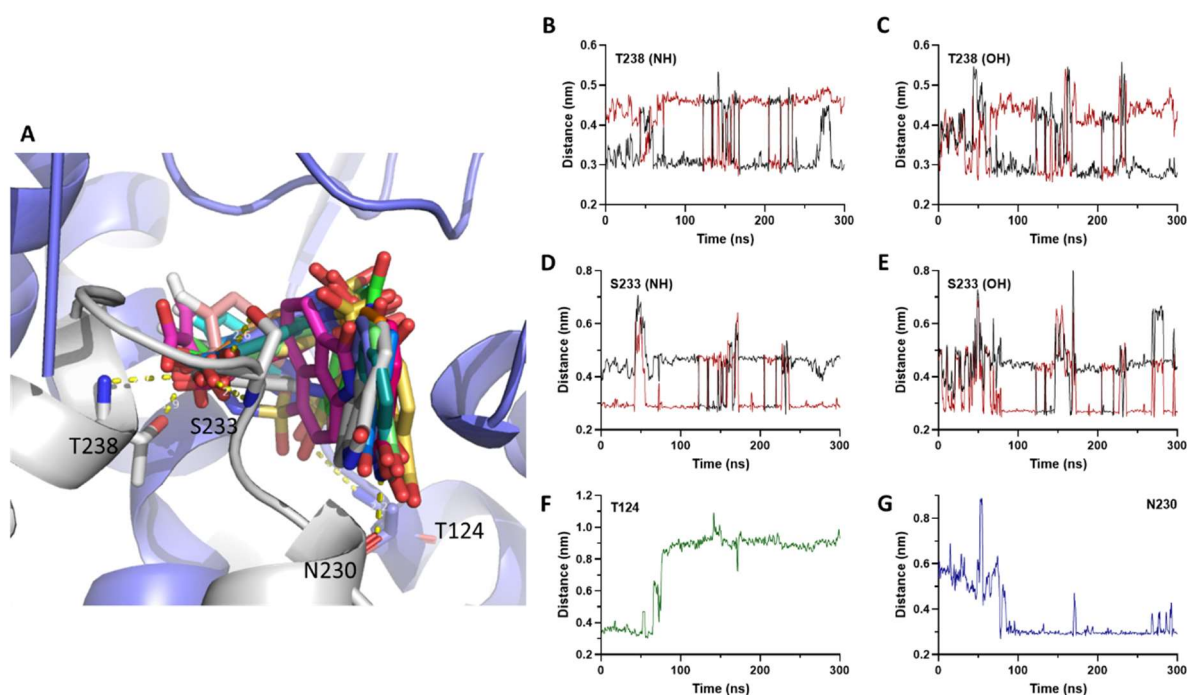 A
T238
S233
N230
T124
B
T238 (NH)
Distance (nm)
0.6
0.5
0.4
0.3
0.2
0
100
200
300
Time (ns)
C
T238 (OH)
Distance (nm)
0.6
0.5
0.4
0.3
0.2
0
100
200
300
Time (ns)
D
S233 (NH)
Distance (nm)
0.8
0.6
0.4
0.2
0
100
200
300
Time (ns)
E
S233 (OH)
Distance (nm)
0.8
0.6
0.4
0.2
0
100
200
300
Time (ns)
F
T124
Distance (nm)
1.2
1.0
0.8
0.6
0.4
0.2
0
100
200
300
Time (ns)
G
N230
Distance (nm)
0.8
0.6
0.4
0.2
0
100
200
300
Time (ns)